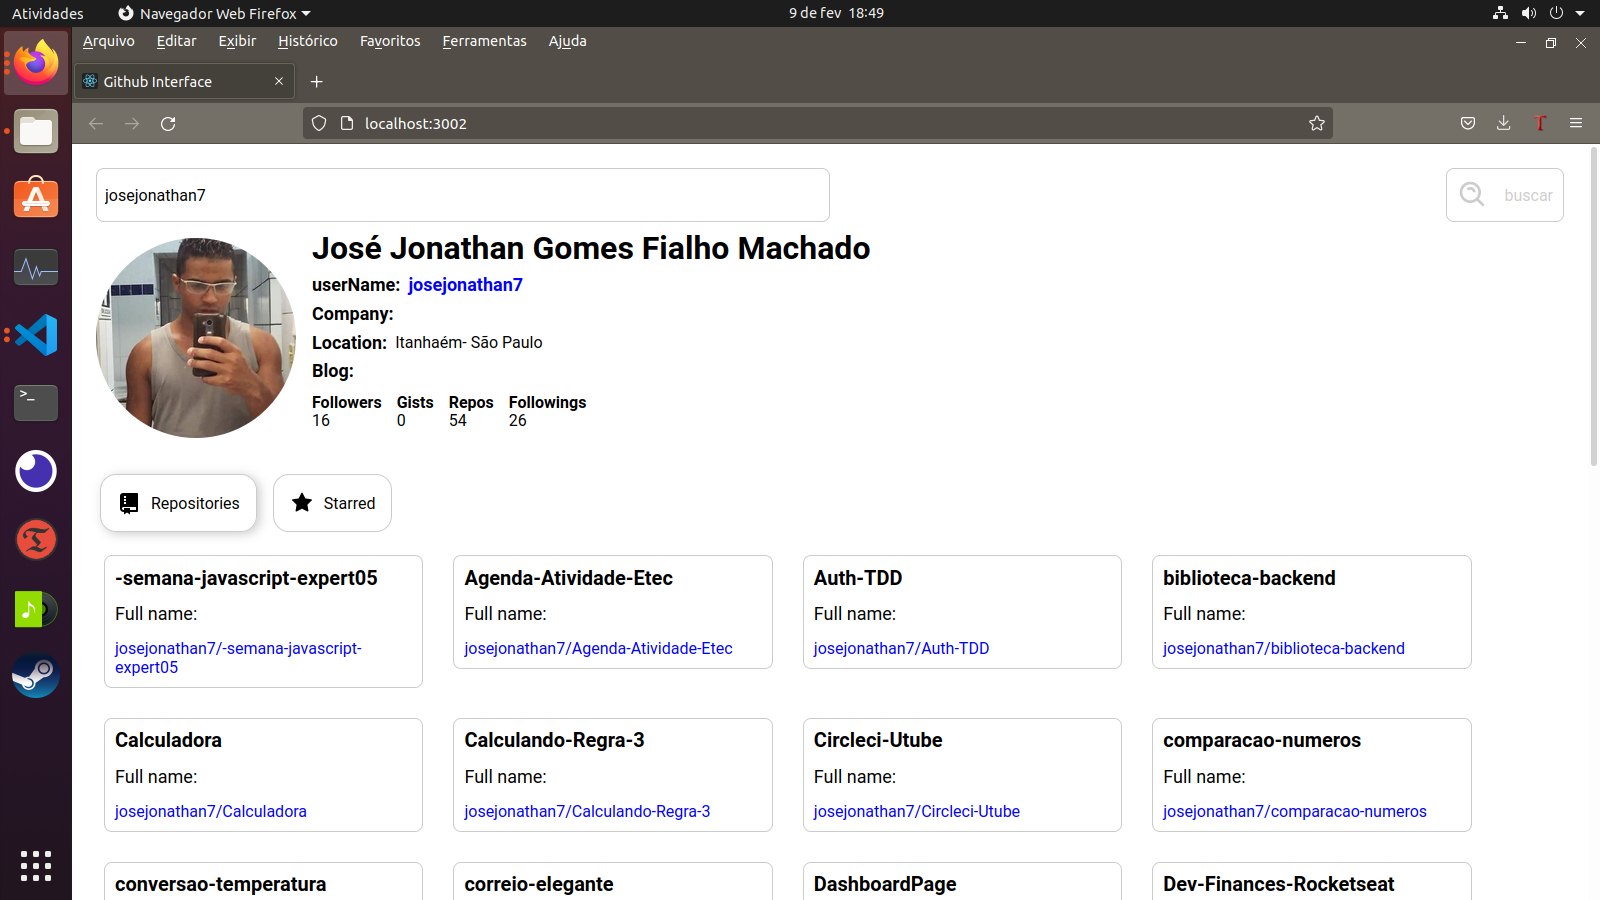 Atividades
Navegador Web Firefox
9 de fev 18:49
Arquivo Editar Exibir Histórico Favoritos Ferramentas Ajuda
Github Interface
localhost:3002
josejonathan7
buscar
José Jonathan Gomes Fialho Machado
userName: josejonathan7
Company:
Location: Itanhaém- São Paulo
Blog:
Followers Gists Repos Followings
16 0 54 26
Repositories Starred
-semana-javascript-expert05
Full name:
josejonathan7/-semana-javascript-
expert05
Agenda-Atividade-Etec
Full name:
josejonathan7/Agenda-Atividade-Etec
Auth-TDD
Full name:
josejonathan7/Auth-TDD
biblioteca-backend
Full name:
josejonathan7/biblioteca-backend
Calculadora
Full name:
josejonathan7/Calculadora
Calculando-Regra-3
Full name:
josejonathan7/Calculando-Regra-3
Circleci-Utube
Full name:
josejonathan7/Circleci-Utube
comparacao-numeros
Full name:
josejonathan7/comparacao-numeros
conversao-temperatura
correio-elegante
DashboardPage
Dev-Finances-Rocketseat